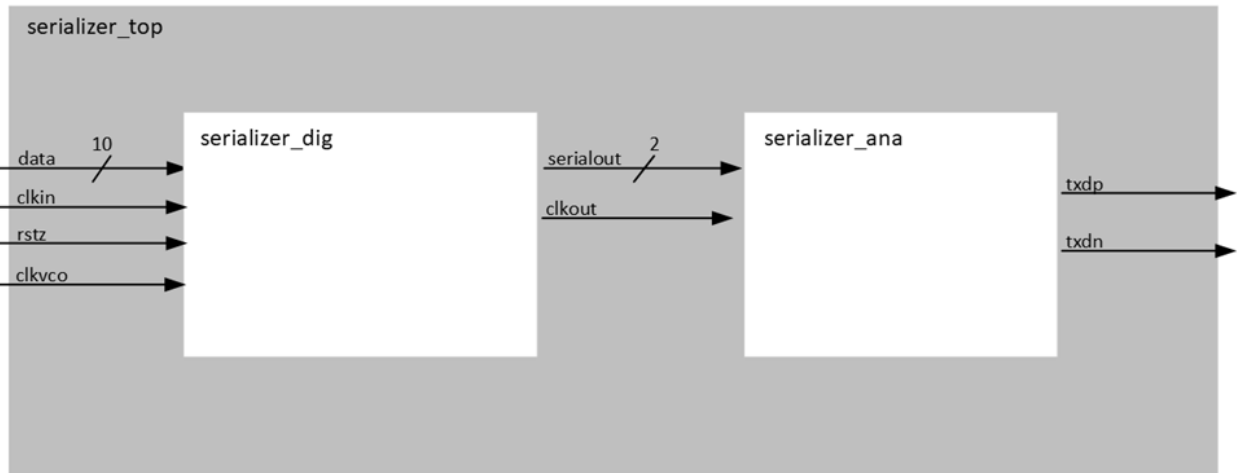 serializer_top
serializer_dig
serializer_ana
10
data
clkin
rstz
clkvco
2
serialout
clkout
txdp
txdn